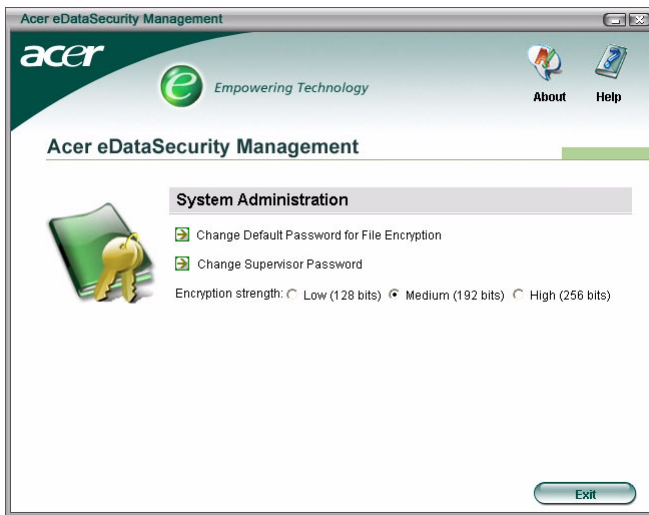 Acer eDataSecurity Management
acer
e Empowering Technology
About Help
Acer eDataSecurity Management
System Administration
Change Default Password for File Encryption
Change Supervisor Password
Encryption strength: Low (128 bits) Medium (192 bits) High (256 bits)
Exit